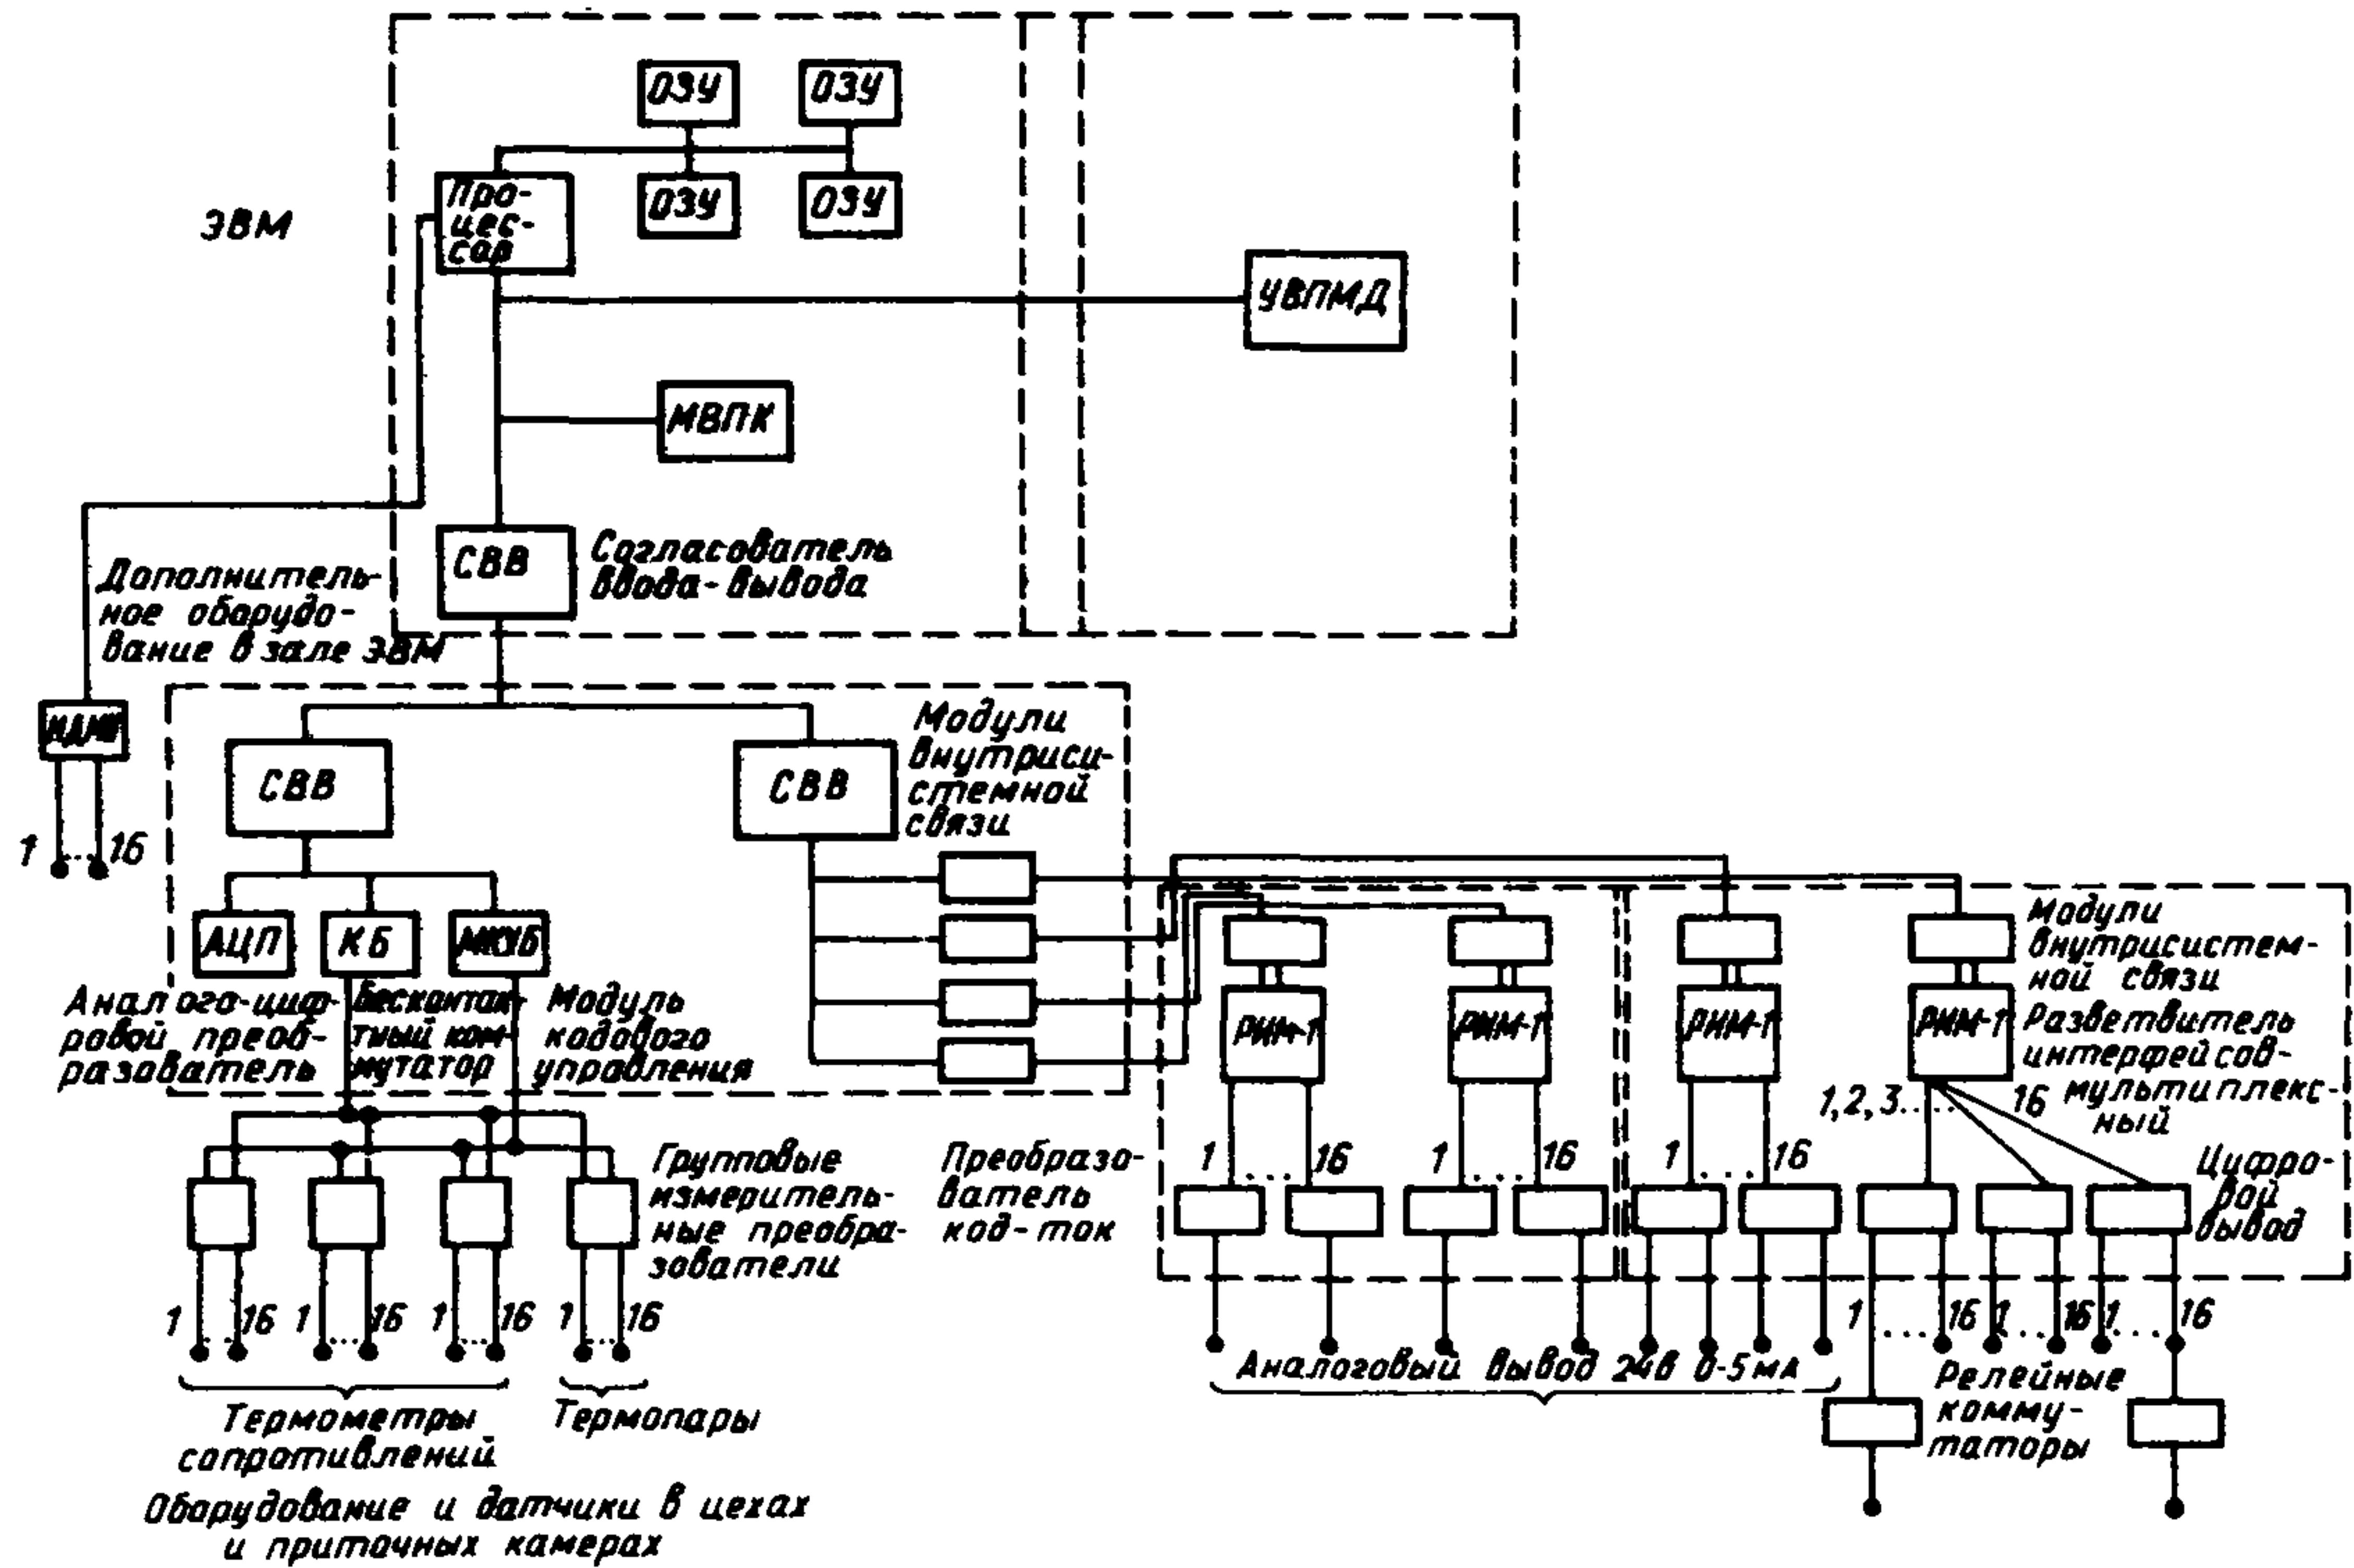 ОЗУ
ОЗУ
Про-
цес-
сор
ОЗУ
ОЗУ
ЭВМ
УВПМД
МВПК
СВВ
Согласователь
ввода-вывода
Дополнитель-
ное оборудо-
вание в зале ЭВМ
СВВ
СВВ
Модули
внутриси-
стемной
связи
1
16
АЦП
КБ
МКУБ
Аналого-циф-
ровой преоб-
разователь
Бесконтак-
тный ком-
мутатор
Модуль
кодового
управления
РИМ-1
РИМ-1
РИМ-1
РИМ-1
Модули
внутрисистем-
ной связи
Разветвитель
интерфейсов-
мультиплекс-
ный
1
16
1
16
1
16
1,2,3
16
Групповые
измеритель-
ные преобра-
зователи
Преобразо-
ватель
код-ток
Цифро-
вой
вывод
1
16
1
16
1
16
1
16
1
16
1
16
1
16
Аналоговый вывод 24в 0-5мА
Термометры
сопротивлений
Термопары
Релейные
комму-
таторы
Оборудование и датчики в цехах
и приточных камерах